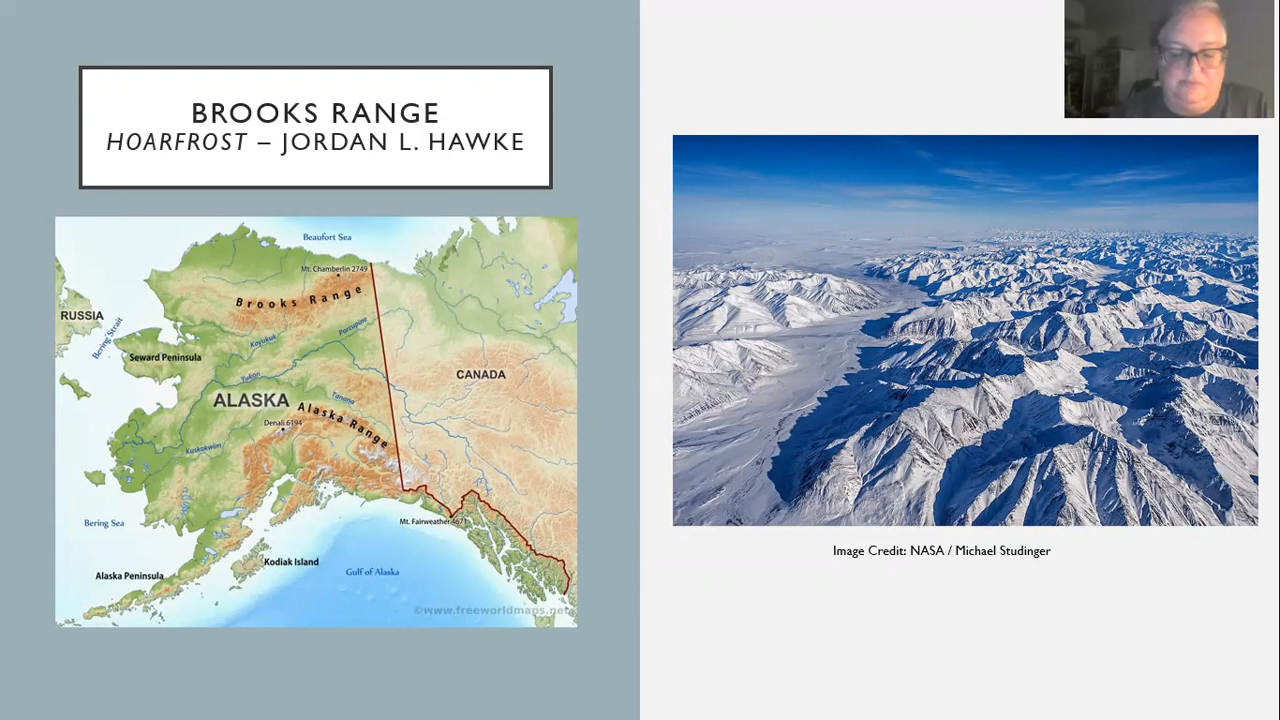 BROOKS RANGE
HOARFROST – JORDAN L. HAWKE
Beaufort Sea
Mt. Chamberlin 2749
Brooks Range
RUSSIA
Bering Strait
Porcupine
Koyukuk
Seward Peninsula
CANADA
Yukon
ALASKA
Tanana
Alaska Range
Denali 6194
Kuskokwim
Bering Sea
Mt. Fairweather 4671
Kodiak Island
Gulf of Alaska
Alaska Peninsula
©www.freeworldmaps.net
Image Credit: NASA / Michael Studinger